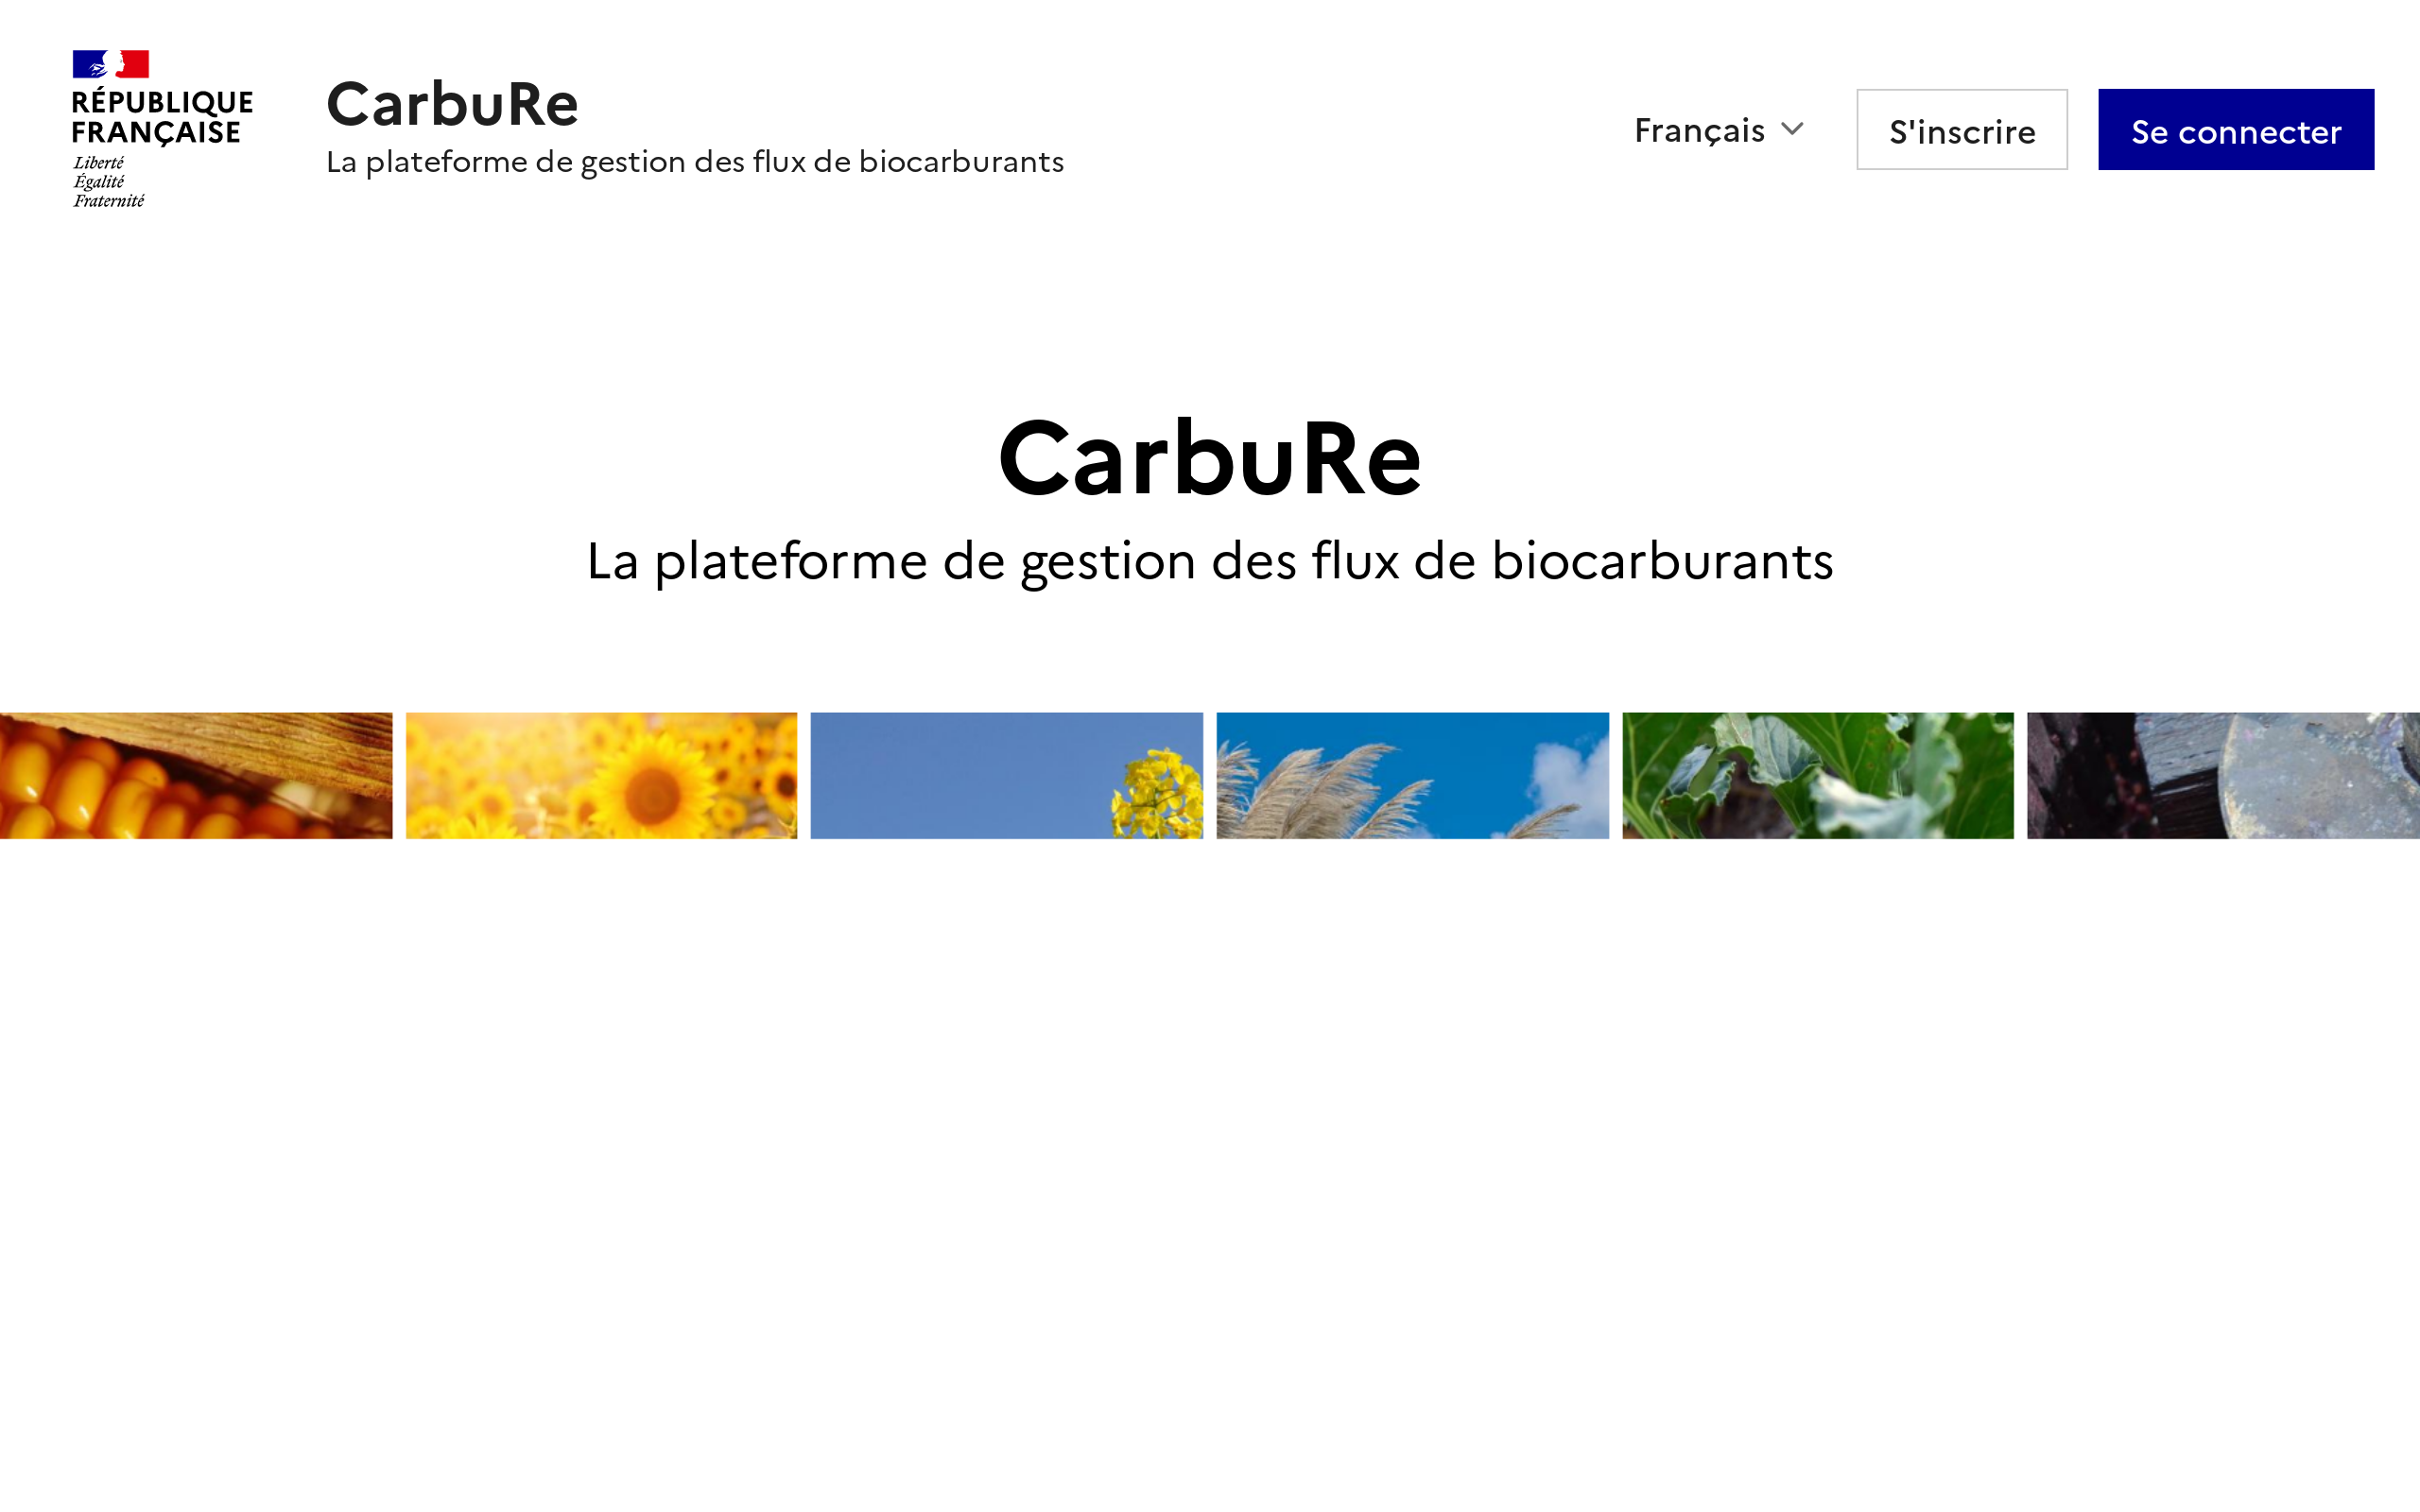 RÉPUBLIQUE
FRANÇAISE
Liberté
Égalité
Fraternité
CarbuRe
La plateforme de gestion des flux de biocarburants
Français
S'inscrire
Se connecter
CarbuRe
La plateforme de gestion des flux de biocarburants